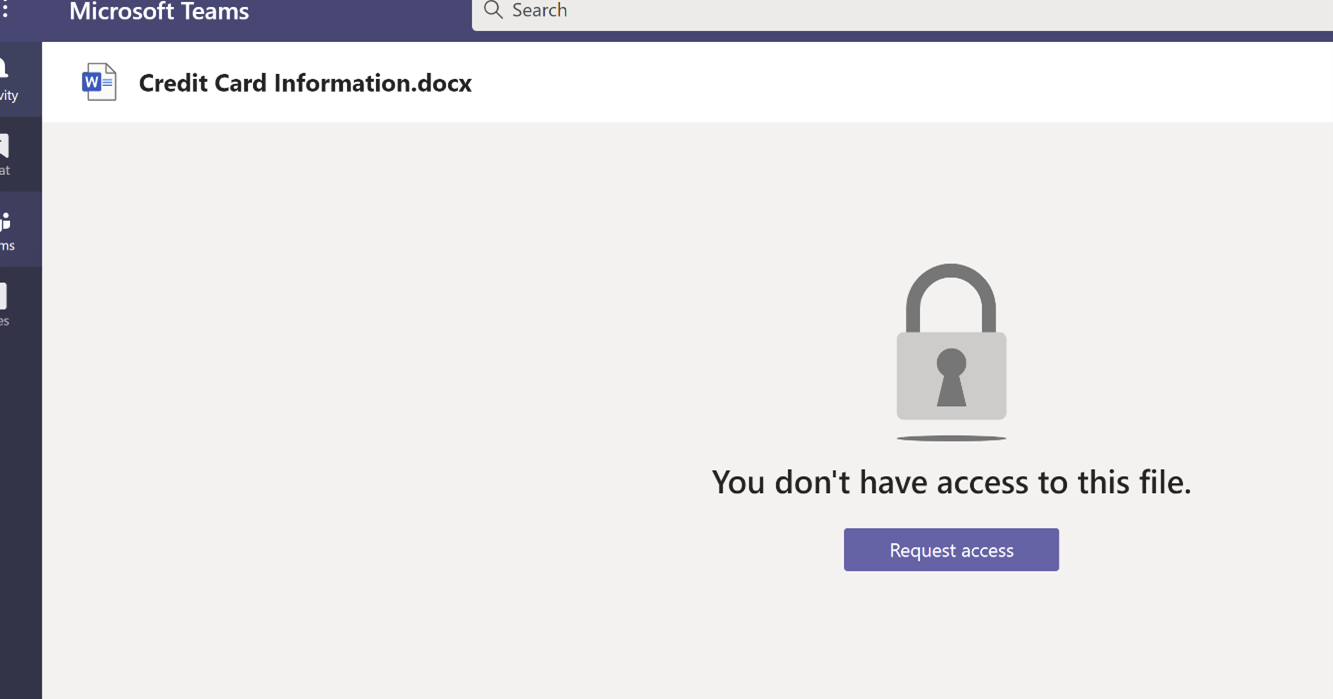 Microsoft Teams
Search
vity
W
Credit Card Information.docx
at
ms
es
You don't have access to this file.
Request access